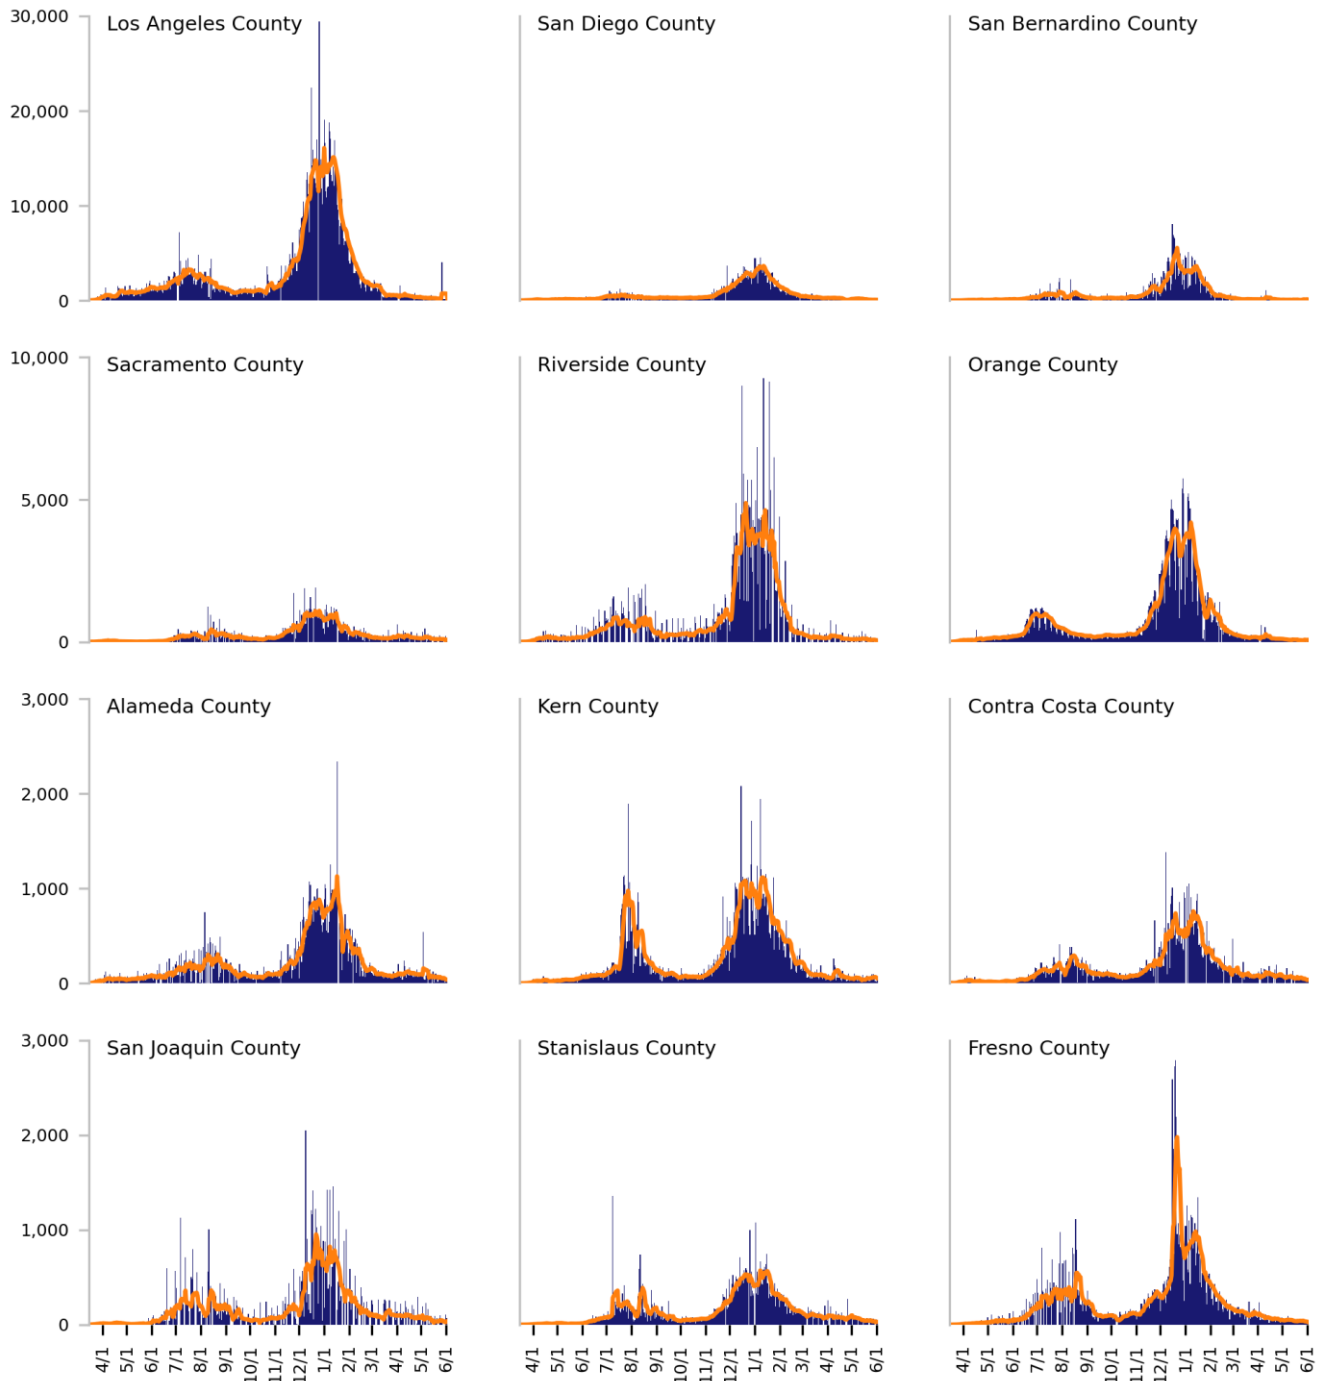 30,000
Los Angeles County
San Diego County
San Bernardino County
20,000
10,000
0
10,000
Sacramento County
Riverside County
Orange County
5,000
0
3,000
Alameda County
Kern County
Contra Costa County
2,000
1,000
0
3,000
San Joaquin County
Stanislaus County
Fresno County
2,000
1,000
0
4/1 5/1 6/1 7/1 8/1 9/1 10/1 11/1 12/1 1/1 2/1 3/1 4/1 5/1 6/1
4/1 5/1 6/1 7/1 8/1 9/1 10/1 11/1 12/1 1/1 2/1 3/1 4/1 5/1 6/1
4/1 5/1 6/1 7/1 8/1 9/1 10/1 11/1 12/1 1/1 2/1 3/1 4/1 5/1 6/1